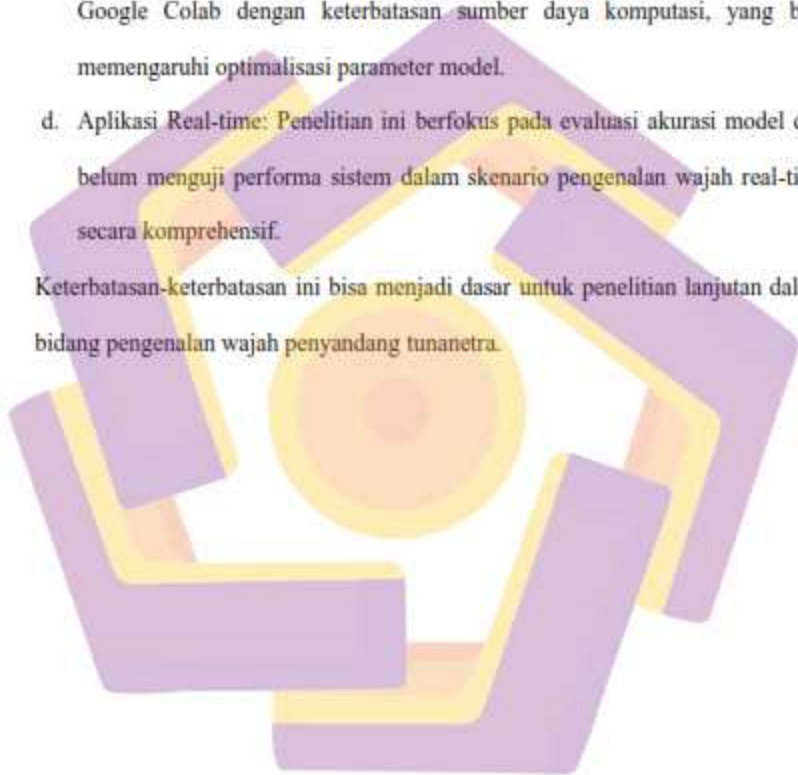 Google Colab dengan keterbatasan sumber daya komputasi, yang
memengaruhi optimalisasi parameter model.
d. Aplikasi Real-time: Penelitian ini berfokus pada evaluasi akurasi model
belum menguji performa sistem dalam skenario pengenalan wajah
secara komprehensif.
Keterbatasan-keterbatasan ini bisa menjadi dasar untuk penelitian lanjutan
bidang pengenalan wajah penyandang tunanetra.